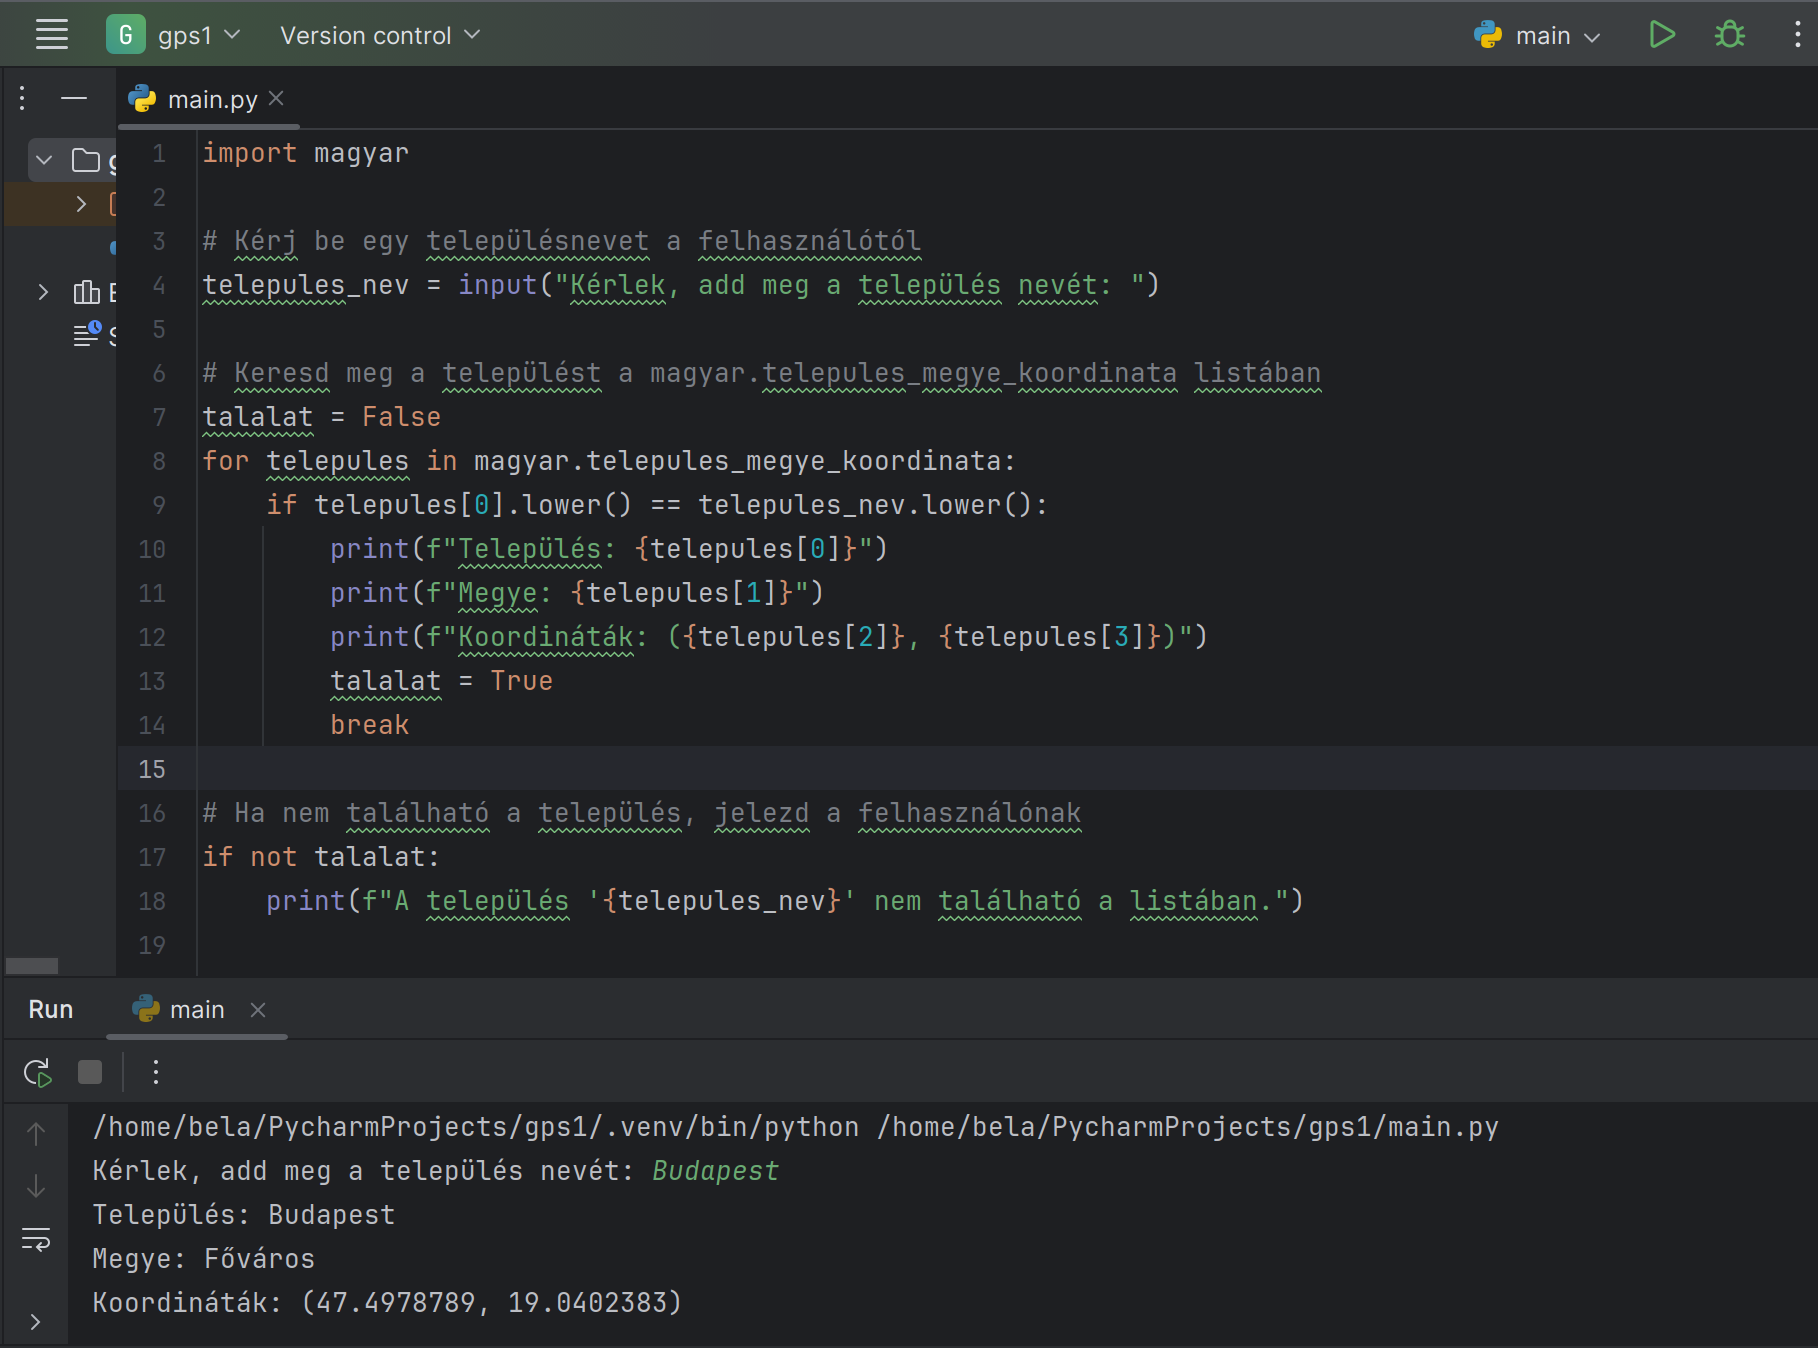 G gps1 Version control main
main.py
1 import magyar
2
3 # Kérj be egy településnevet a felhasználótól
4 telepules_nev = input("Kérlek, add meg a település nevét: ")
5
6 # Keresd meg a települést a magyar.telepules_megye_koordinata listában
7 talalat = False
8 for telepules in magyar.telepules_megye_koordinata:
9 if telepules[0].lower() == telepules_nev.lower():
10 print(f"Település: {telepules[0]}")
11 print(f"Megye: {telepules[1]}")
12 print(f"Koordináták: ({telepules[2]}, {telepules[3]})")
13 talalat = True
14 break
15
16 # Ha nem található a település, jelezd a felhasználónak
17 if not talalat:
18 print(f"A település '{telepules_nev}' nem található a listában.")
19
Run main
/home/bela/PycharmProjects/gps1/.venv/bin/python /home/bela/PycharmProjects/gps1/main.py
Kérlek, add meg a település nevét: Budapest
Település: Budapest
Megye: Főváros
Koordináták: (47.4978789, 19.0402383)